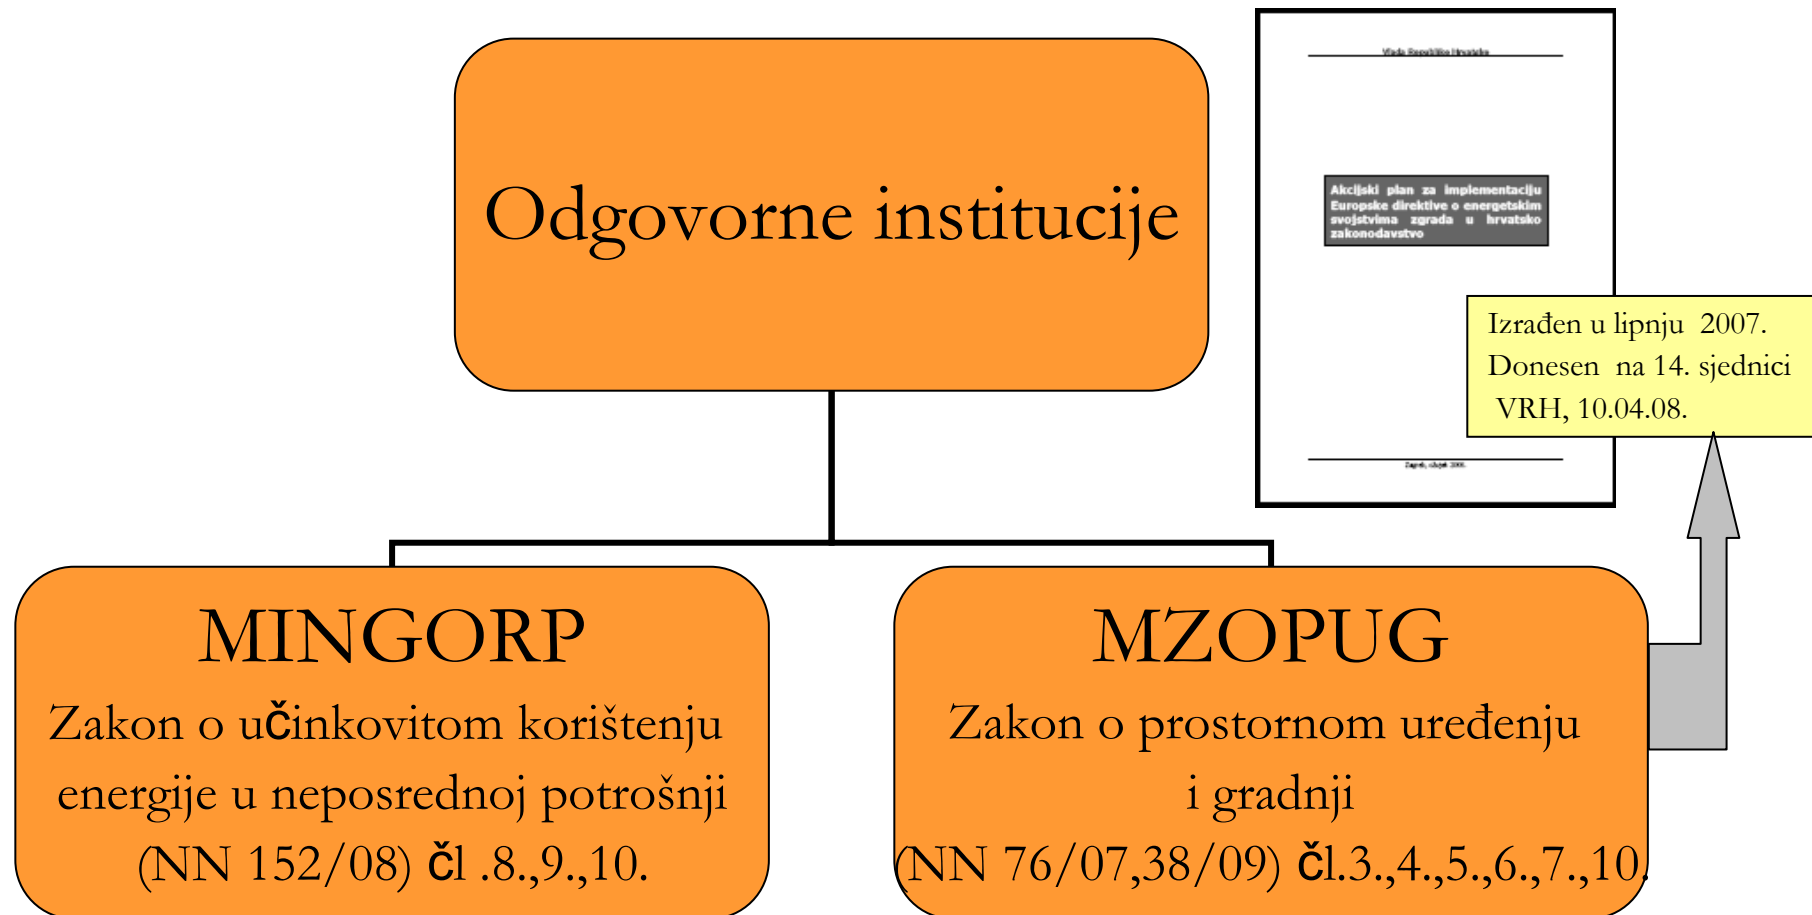 Vlada Republike Hrvatske
Odgovorne institucije
Akcijski plan za implementaciju
Europske direktive o energetskim
svojstvima zgrada u hrvatsko
zakonodavstvo
Izrađen u lipnju 2007.
Donesen na 14. sjednici
VRH, 10.04.08.
MINGORP
Zakon o učinkovitom korištenju
energije u neposrednoj potrošnji
(NN 152/08) čl .8.,9.,10.
MZOPUG
Zakon o prostornom uređenju
i gradnji
(NN 76/07,38/09) čl.3.,4.,5.,6.,7.,10.